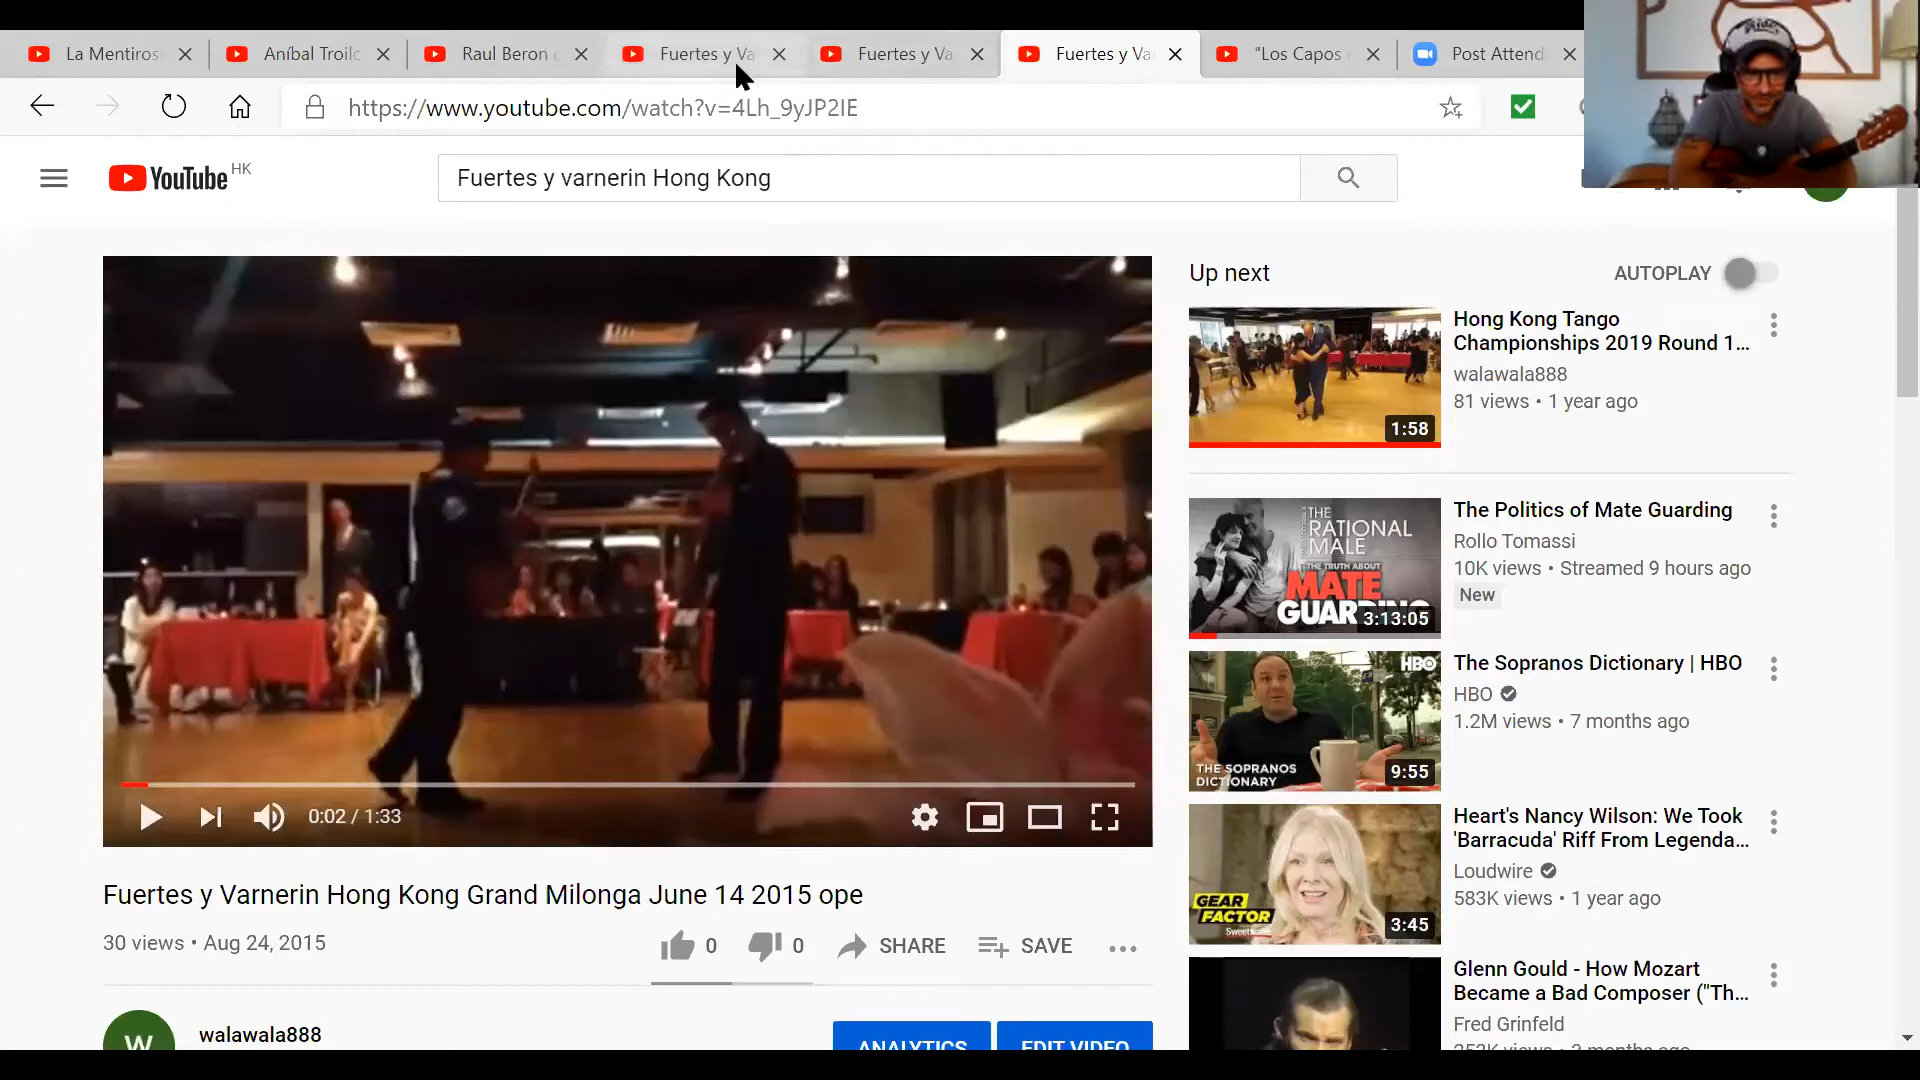 La Mentiros
Aníbal Troilo
Raul Beron
Fuertes y Va
Fuertes y Va
Fuertes y Va
"Los Capos
Post Attend
https://www.youtube.com/watch?v=4Lh_9yJP2IE
YouTube HK
Fuertes y varnerin Hong Kong
Up next
AUTOPLAY
Hong Kong Tango
Championships 2019 Round 1...
walawala888
81 views • 1 year ago
1:58
THE
RATIONAL
MALE
THE TRUTH ABOUT
MATE
GUARDING
3:13:05
The Politics of Mate Guarding
Rollo Tomassi
10K views • Streamed 9 hours ago
New
HBO
THE SOPRANOS
DICTIONARY
9:55
The Sopranos Dictionary | HBO
HBO
1.2M views • 7 months ago
GEAR
FACTOR
3:45
Heart's Nancy Wilson: We Took
'Barracuda' Riff From Legenda...
Loudwire
583K views • 1 year ago
Glenn Gould - How Mozart
Became a Bad Composer ("Th...
Fred Grinfeld
0:02 / 1:33
Fuertes y Varnerin Hong Kong Grand Milonga June 14 2015 ope
30 views • Aug 24, 2015
0
0
SHARE
SAVE
W
walawala888
ANALYTICS
EDIT VIDEO